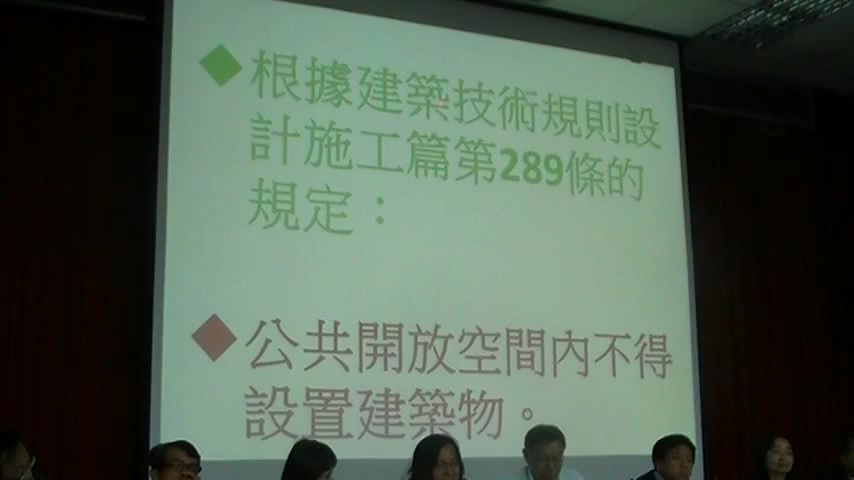 根據建築技術規則設
計施工篇第289條的
規定：
公共開放空間內不得
設置建築物。